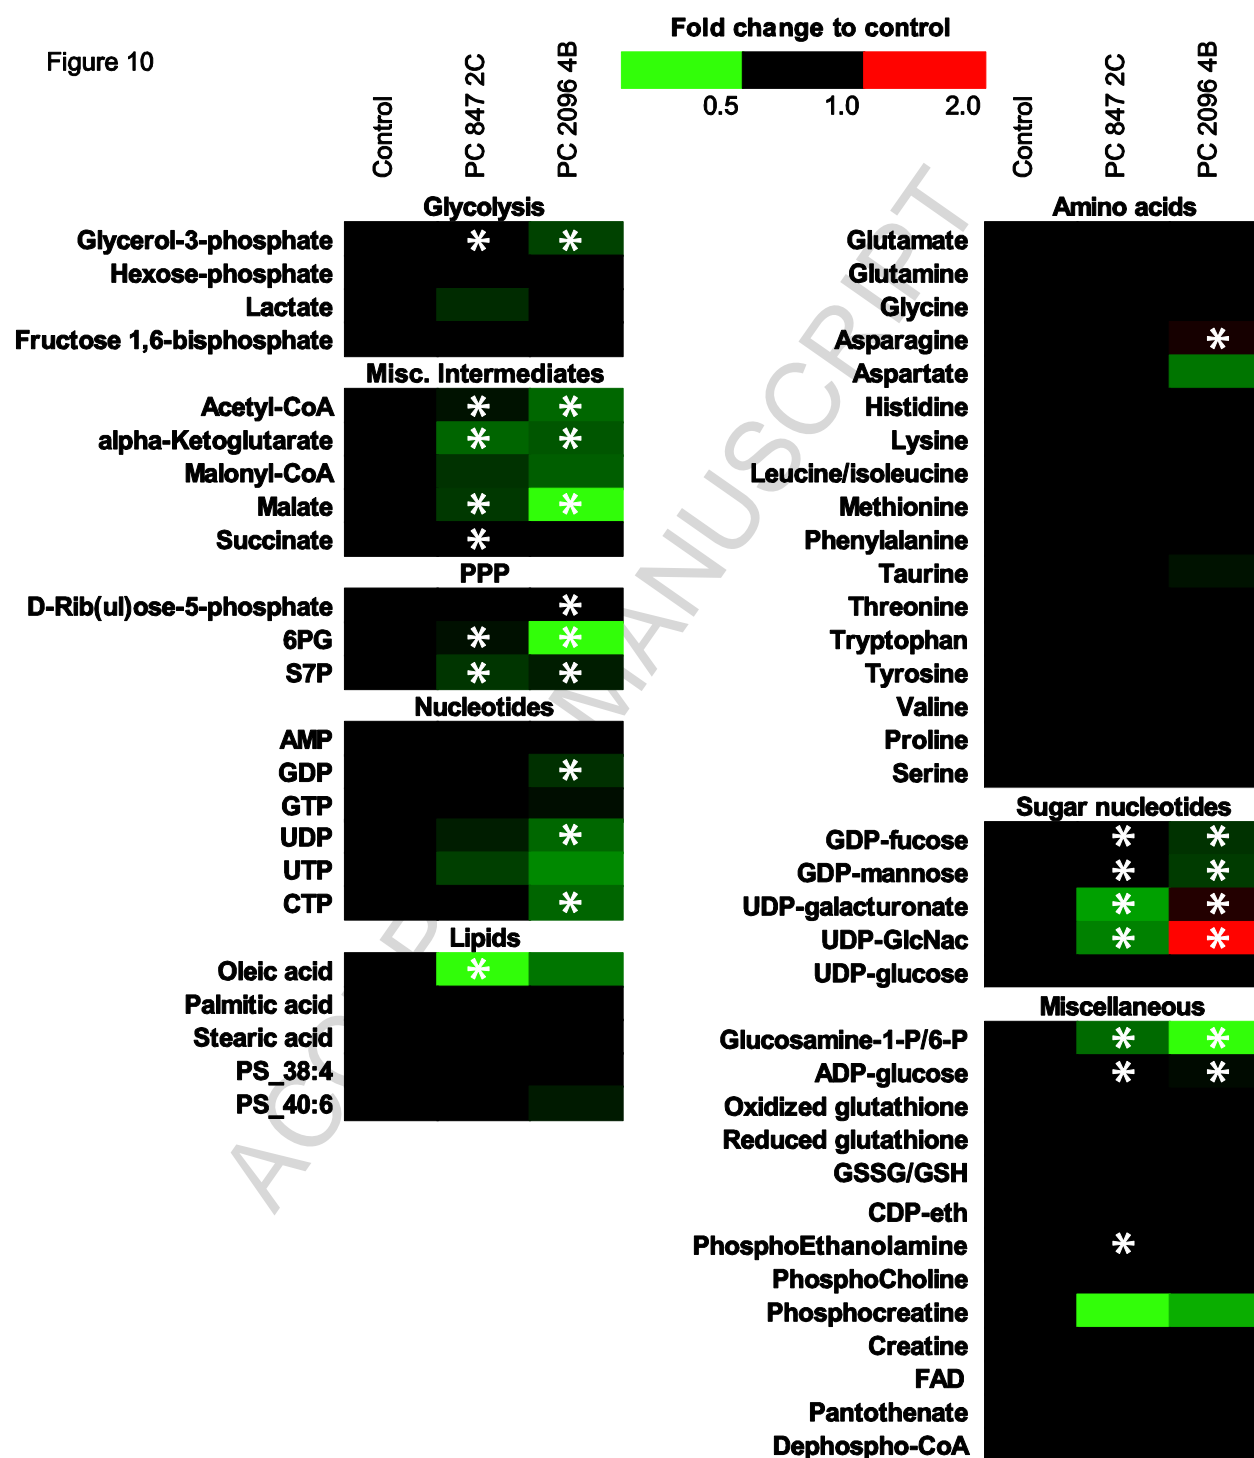 Figure 10
Fold change to control
0.5 1.0 2.0
Control
PC 847 2C
PC 2096 4B
Glycolysis
Glycerol-3-phosphate * *
Hexose-phosphate
Lactate
Fructose 1,6-bisphosphate
Misc. Intermediates
Acetyl-CoA * *
alpha-Ketoglutarate * *
Malonyl-CoA
Malate * *
Succinate *
PPP
D-Rib(ul)ose-5-phosphate *
6PG * *
S7P * *
Nucleotides
AMP
GDP *
GTP
UDP *
UTP
CTP *
Lipids
Oleic acid *
Palmitic acid
Stearic acid
PS_38:4
PS_40:6
Control
PC 847 2C
PC 2096 4B
Amino acids
Glutamate
Glutamine
Glycine
Asparagine *
Aspartate
Histidine
Lysine
Leucine/isoleucine
Methionine
Phenylalanine
Taurine
Threonine
Tryptophan
Tyrosine
Valine
Proline
Serine
Sugar nucleotides
GDP-fucose * *
GDP-mannose * *
UDP-galacturonate * *
UDP-GlcNac * *
UDP-glucose
Miscellaneous
Glucosamine-1-P/6-P * *
ADP-glucose * *
Oxidized glutathione
Reduced glutathione
GSSG/GSH
CDP-eth
PhosphoEthanolamine *
PhosphoCholine
Phosphocreatine
Creatine
FAD
Pantothenate
Dephospho-CoA
MANUSCRIPT